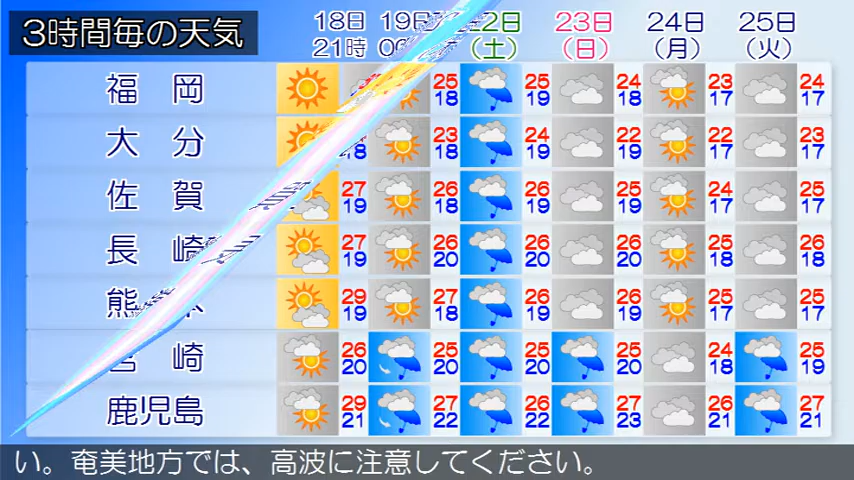 3時間毎の天気
18日 19日 22日 23日 24日 25日
21時 (土) (日) (月) (火)
福岡 25 25 24 23 24
18 19 18 17 17
大分 23 24 22 22 23
18 18 19 19 17 17
佐賀 27 26 26 25 24 25
19 18 19 19 17 17
長崎 27 26 26 26 25 26
19 20 20 20 18 18
熊本 29 27 26 26 25 25
19 18 19 19 17 17
宮崎 26 25 25 25 24 25
20 20 20 20 18 19
鹿児島 29 27 26 27 26 27
21 22 22 23 21 21
い。奄美地方では、高波に注意してください。